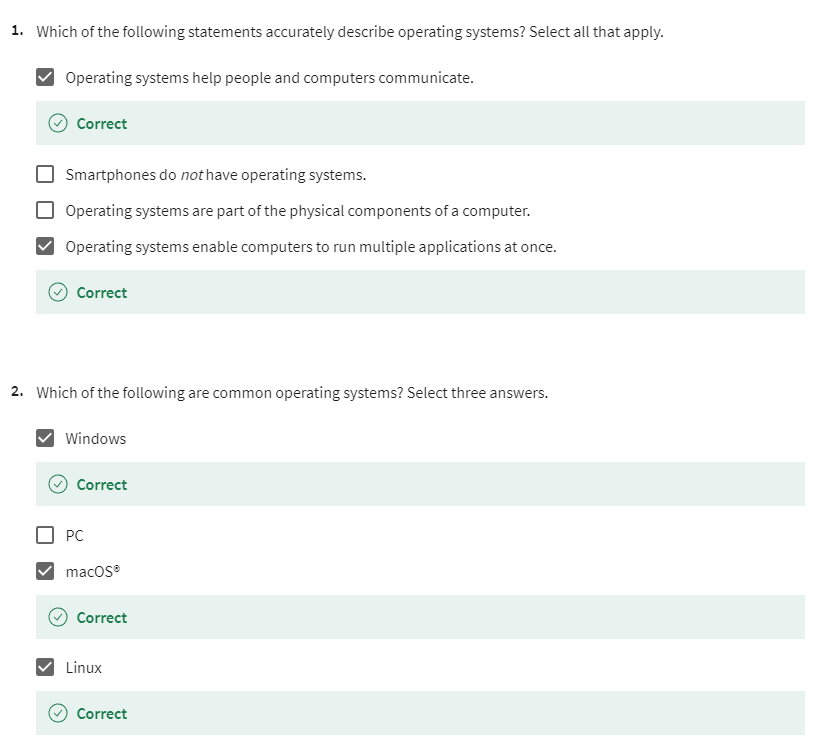 1. Which of the following statements accurately describe operating systems? Select all that apply.
Operating systems help people and computers communicate.
Correct
Smartphones do not have operating systems.
Operating systems are part of the physical components of a computer.
Operating systems enable computers to run multiple applications at once.
Correct
2. Which of the following are common operating systems? Select three answers.
Windows
Correct
PC
macOS®
Correct
Linux
Correct